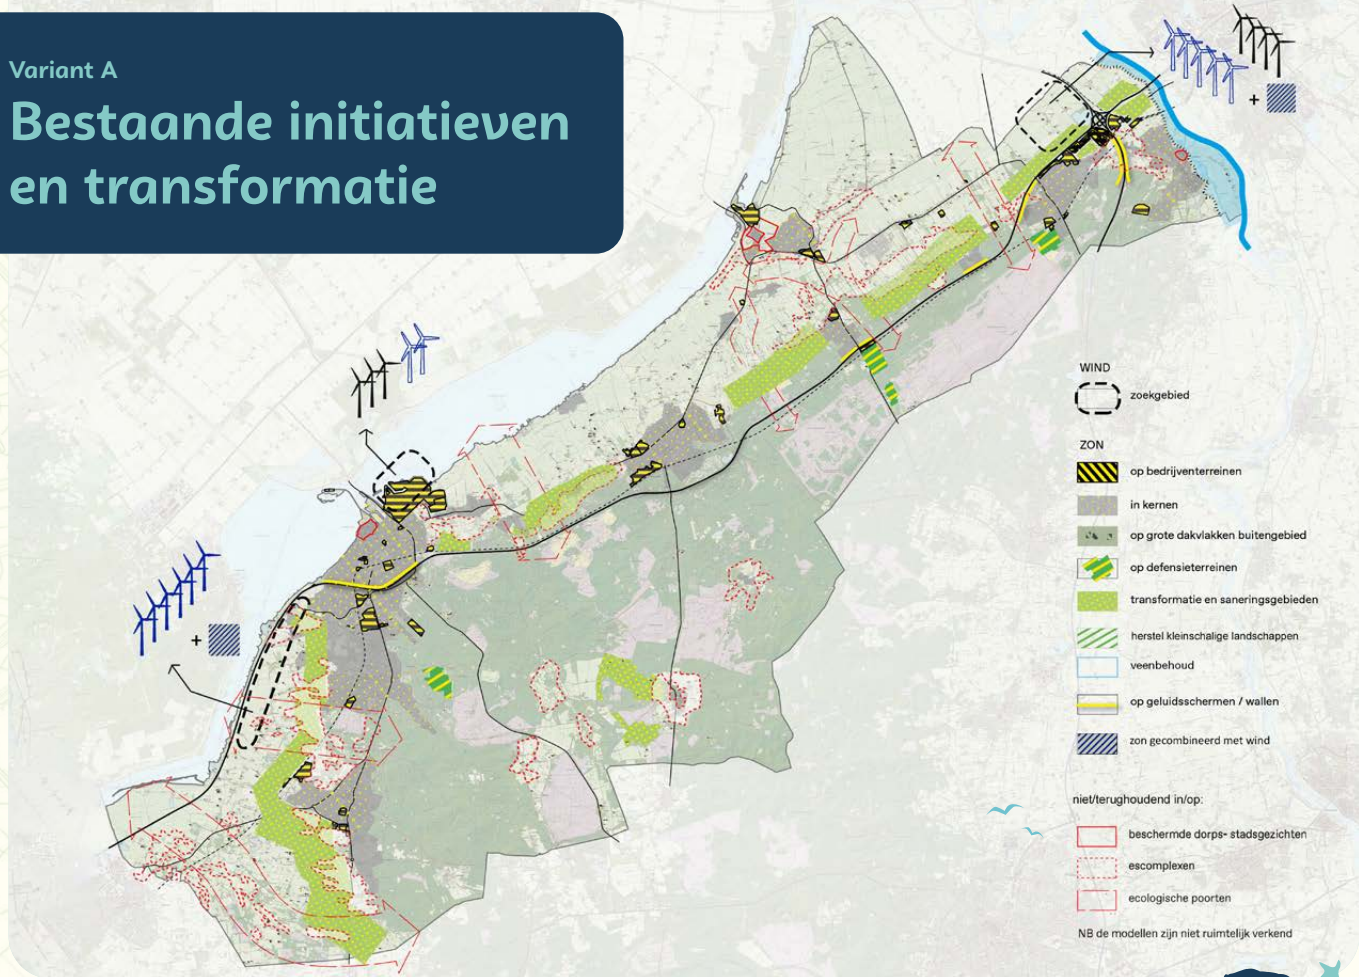 Variant A
Bestaande initiatieven
en transformatie
+
+
WIND
zoekgebied
ZON
op bedrijventerreinen
in kernen
op grote dakvlakken buitengebied
op defensieterreinen
transformatie en saneringsgebieden
herstel kleinschalige landschappen
veenbehoud
op geluidsschermen / wallen
zon gecombineerd met wind
niet/terughoudend in/op:
beschermde dorps- stadsgezichten
escomplexen
ecologische poorten
NB de modellen zijn niet ruimtelijk verkend